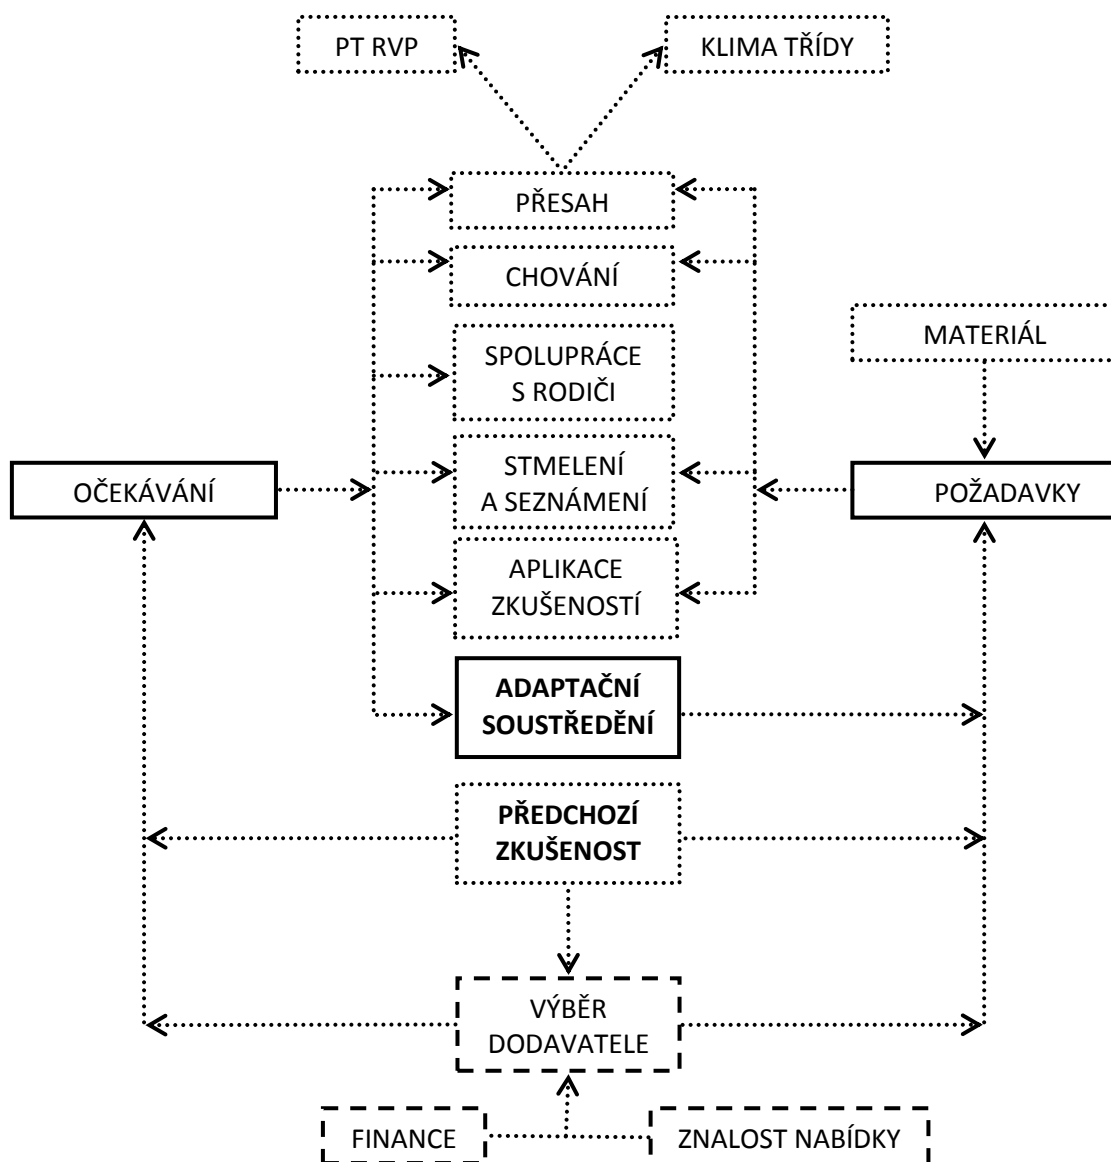 PT RVP
KLIMA TŘÍDY
PŘESAH
CHOVÁNÍ
SPOLUPRÁCE
S RODIČI
MATERIÁL
OČEKÁVÁNÍ
STMELENÍ
A SEZNÁMENÍ
POŽADAVKY
APLIKACE
ZKUŠENOSTÍ
ADAPTAČNÍ
SOUSTŘEDĚNÍ
PŘEDCHOZÍ
ZKUŠENOST
VÝBĚR
DODAVATELE
FINANCE
ZNALOST NABÍDKY